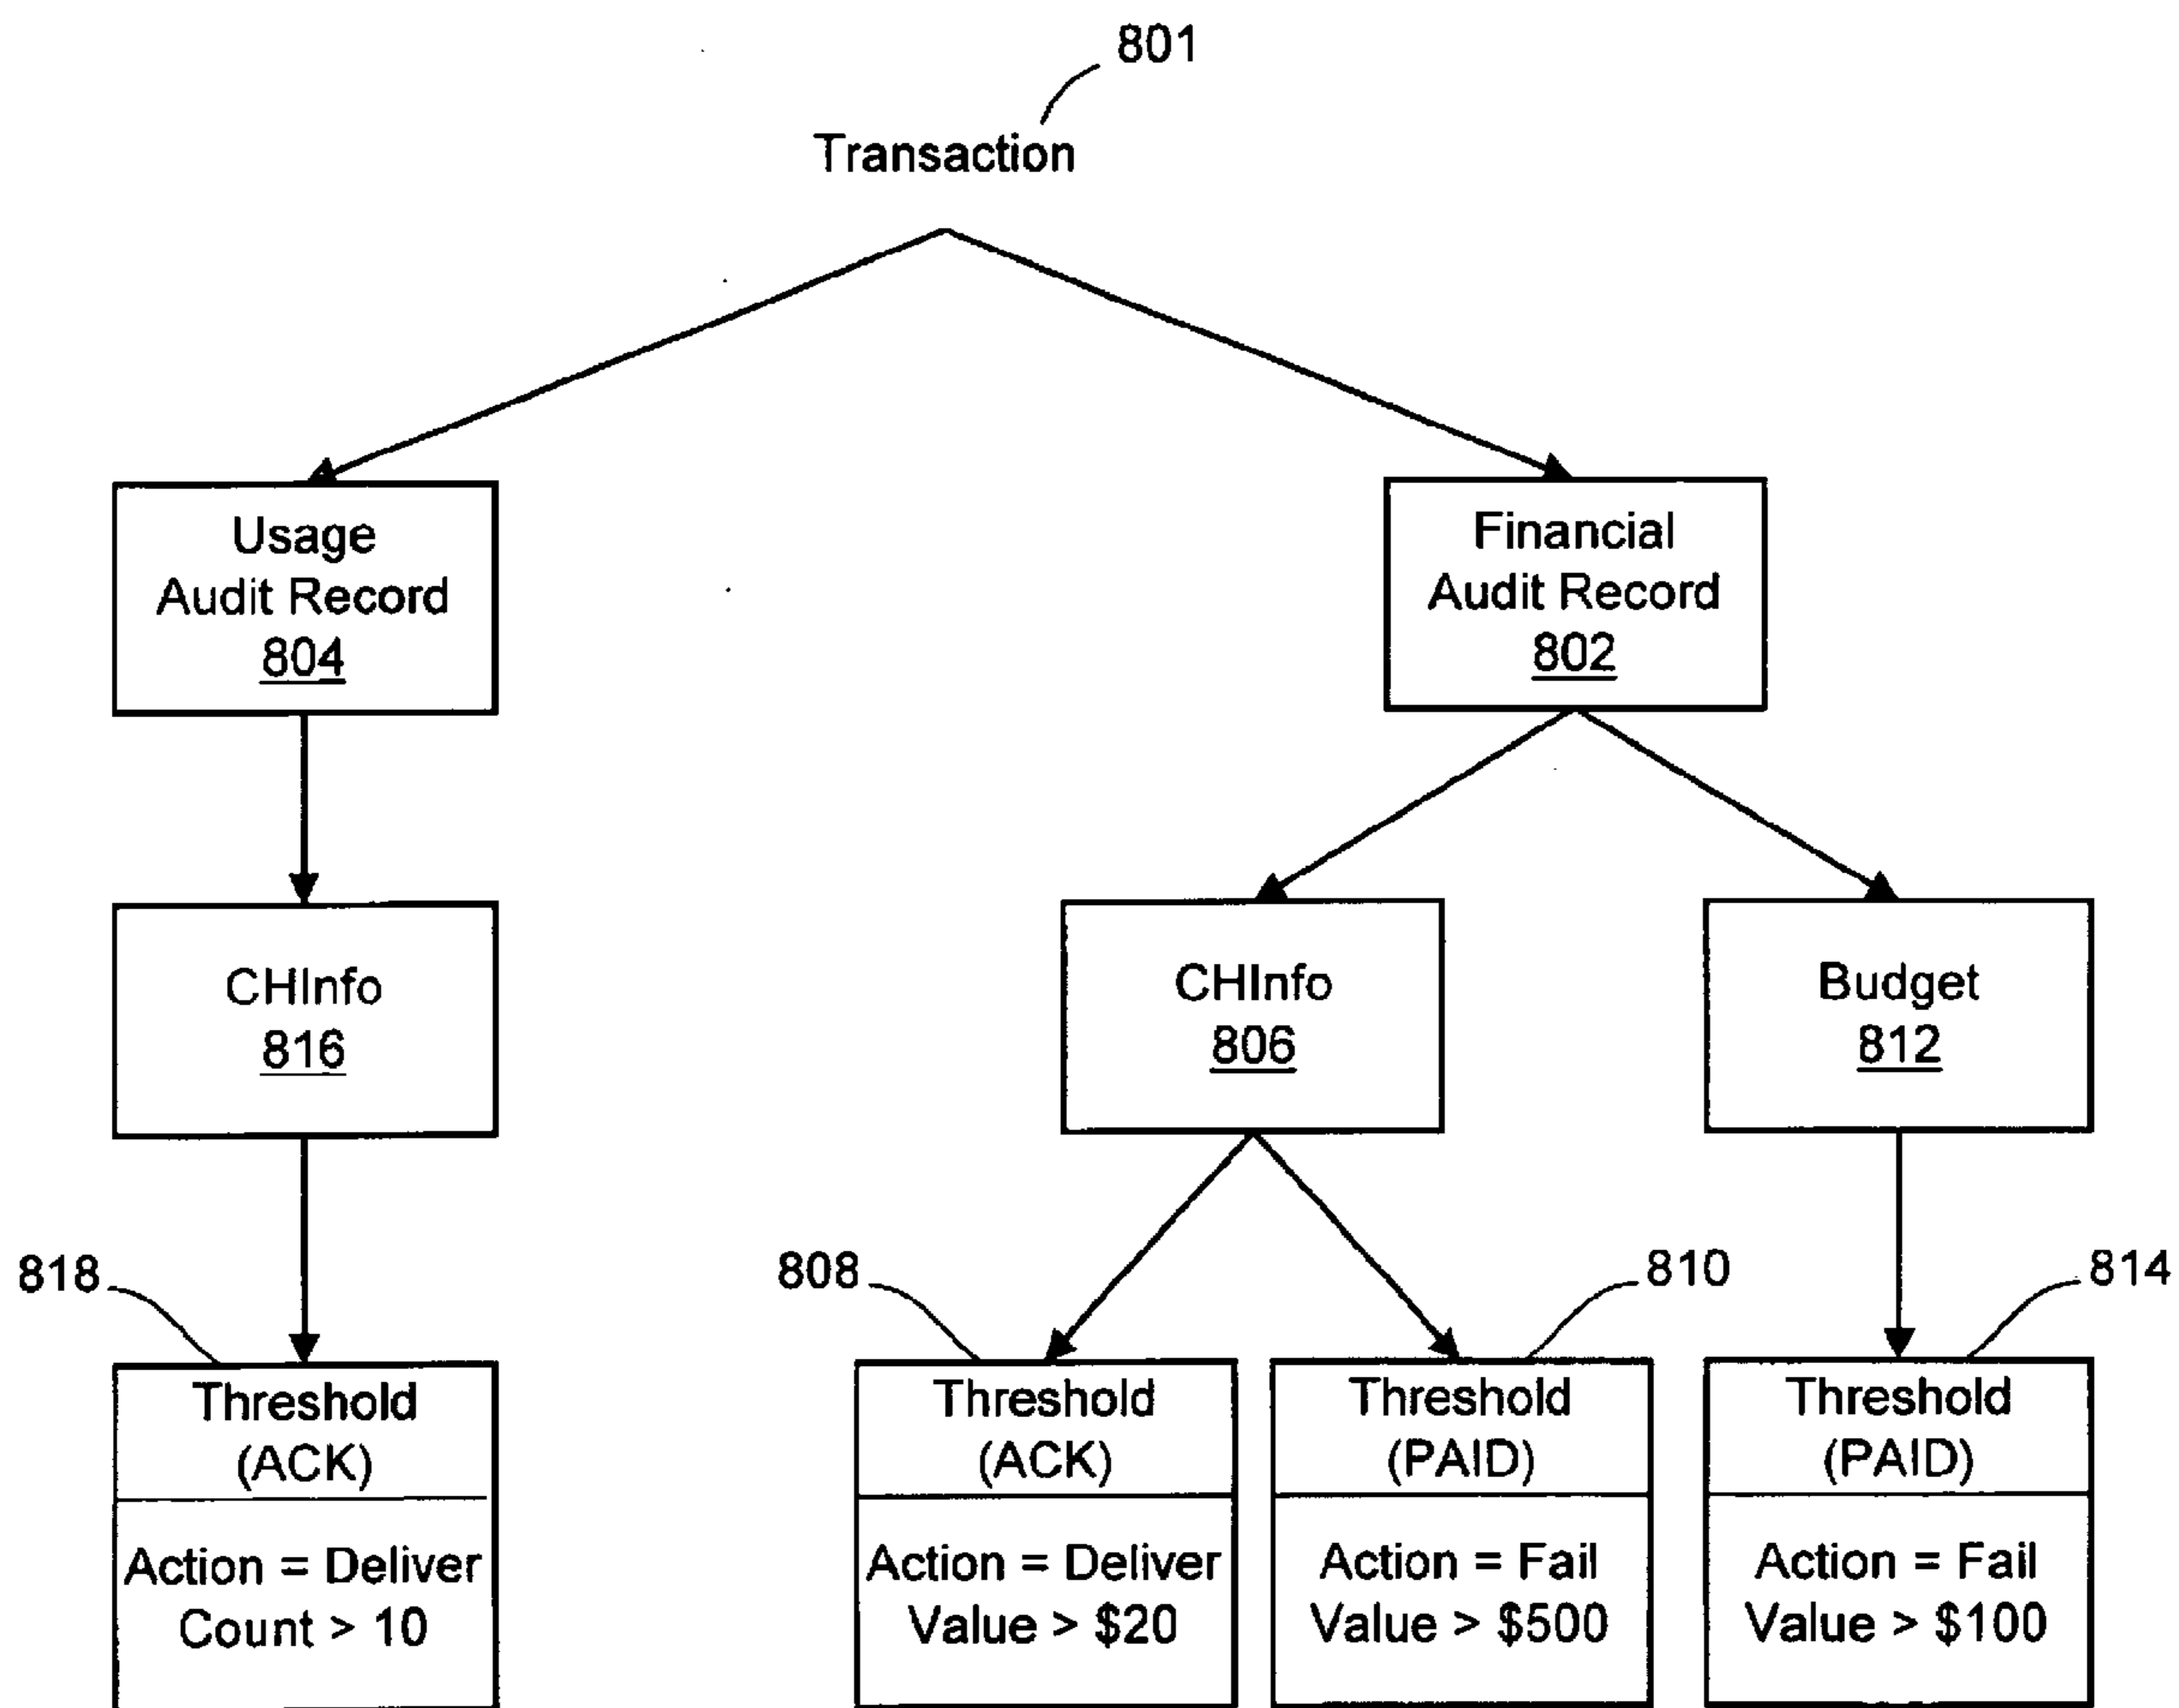 801
Transaction
Usage
Audit Record
804
Financial
Audit Record
802
CHInfo
816
CHInfo
806
Budget
812
818
808
810
814
Threshold
(ACK)
Action = Deliver
Count > 10
Threshold
(ACK)
Action = Deliver
Value > $20
Threshold
(PAID)
Action = Fail
Value > $500
Threshold
(PAID)
Action = Fail
Value > $100